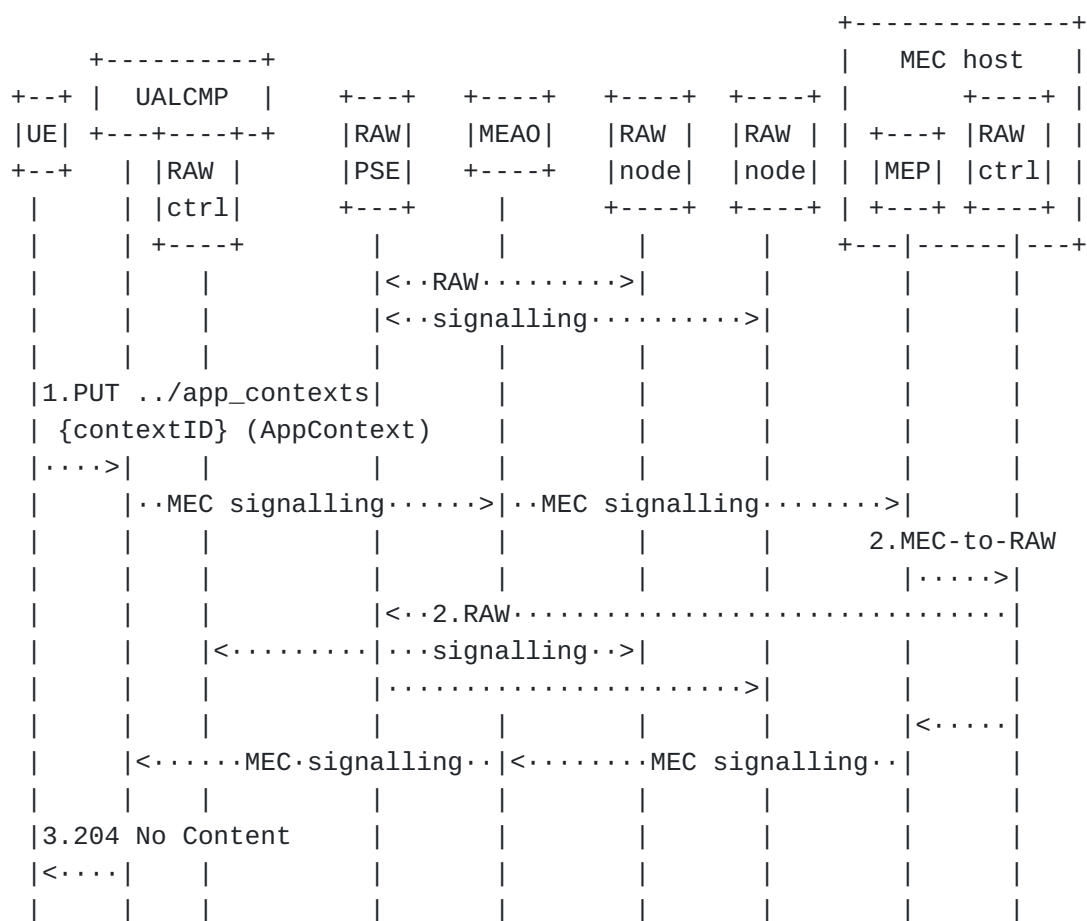 MEC host
UALCMP
UE RAW MEAO RAW RAW RAW
RAW PSE node node MEP ctrl
ctrl
RAW
signalling
1.PUT ../app_contexts
{contextID} (AppContext)
MEC signalling MEC signalling
2.MEC-to-RAW
2.RAW
signalling
MEC·signalling MEC signalling
3.204 No Content